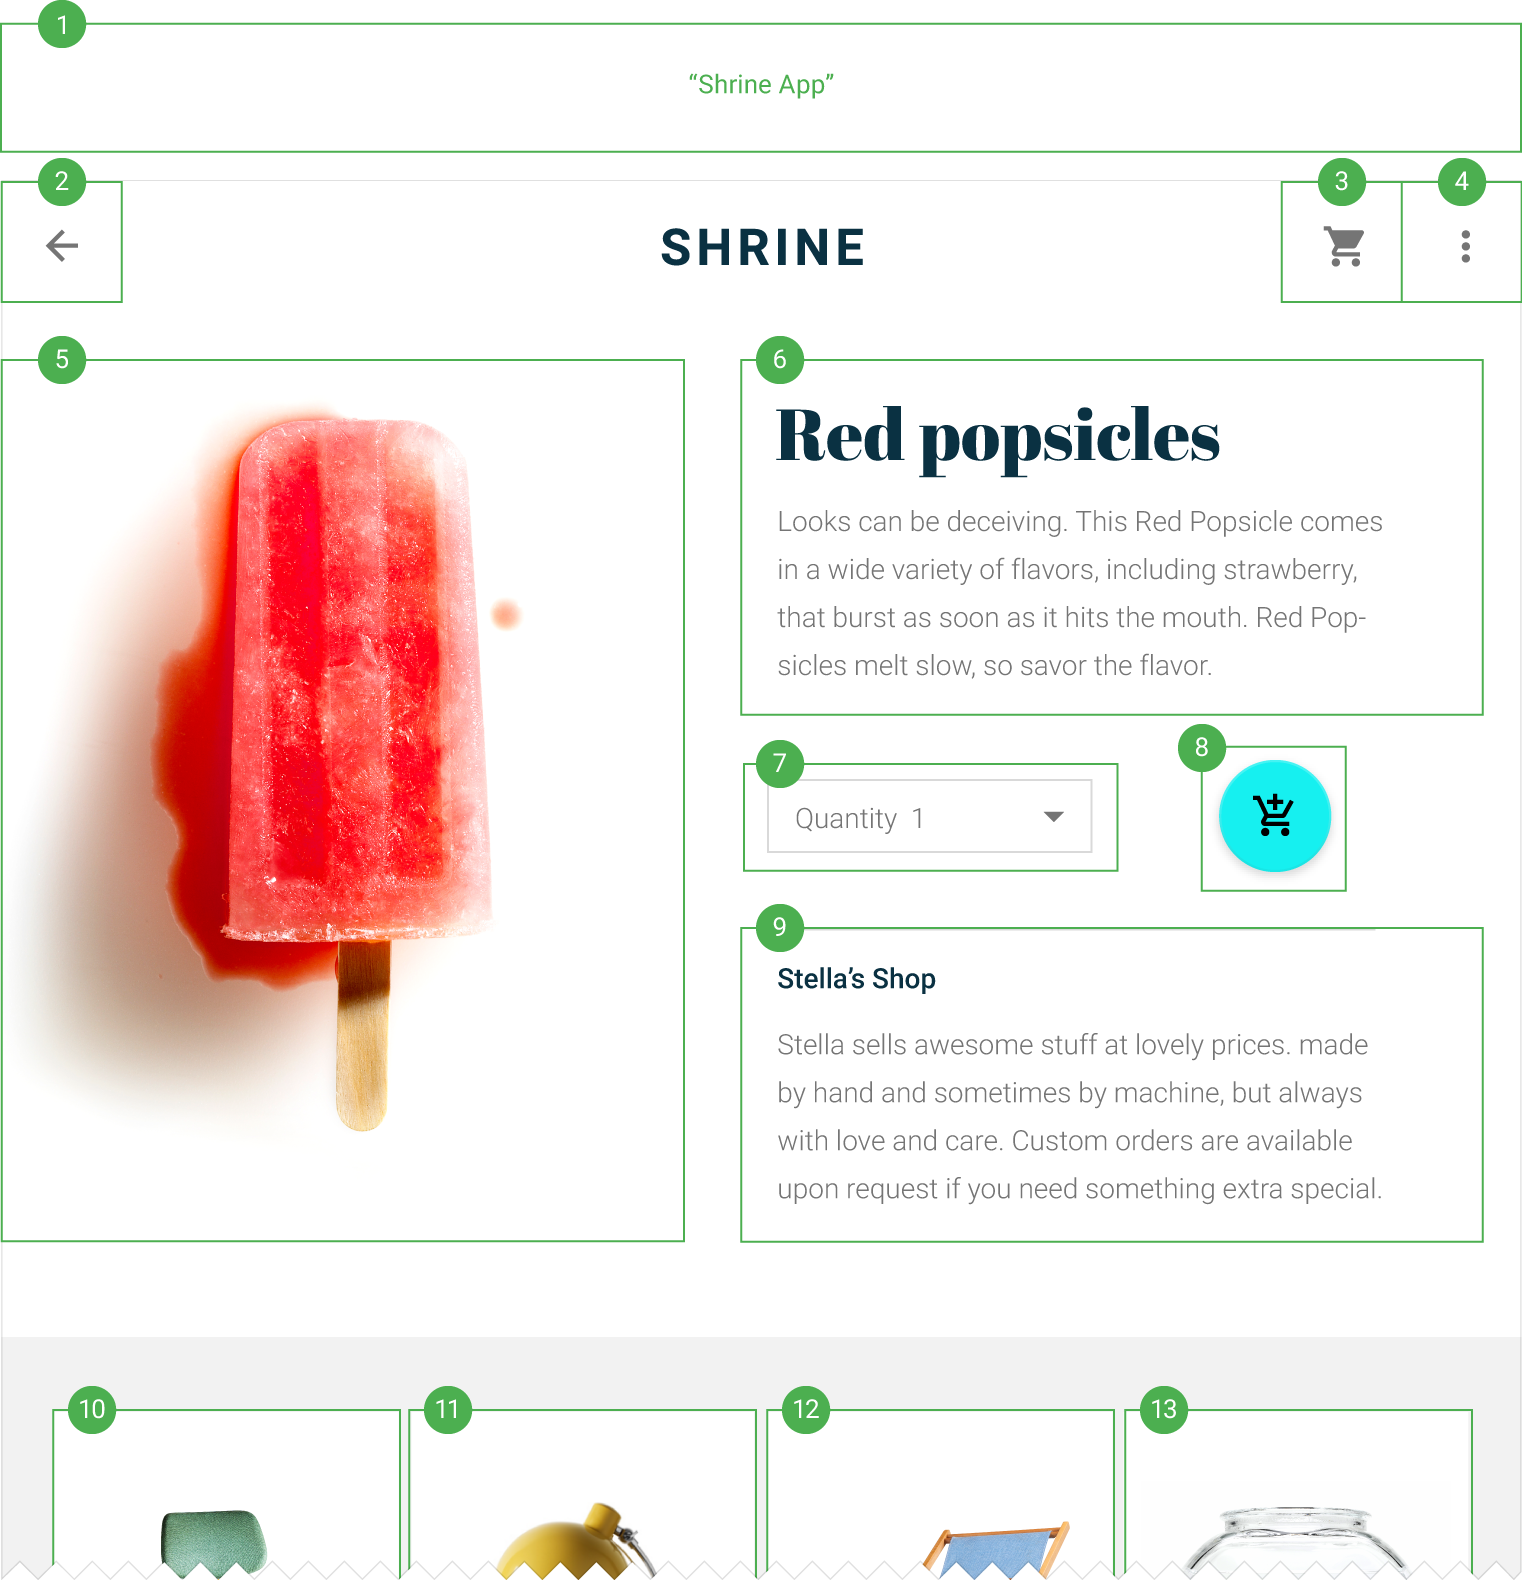 1
“Shrine App”
2
SHRINE
3
4
5
6
Red popsicles
Looks can be deceiving. This Red Popsicle comes
in a wide variety of flavors, including strawberry,
that burst as soon as it hits the mouth. Red Pop-
sicles melt slow, so savor the flavor.
7
Quantity 1
8
9
Stella’s Shop
Stella sells awesome stuff at lovely prices. made
by hand and sometimes by machine, but always
with love and care. Custom orders are available
upon request if you need something extra special.
10
11
12
13